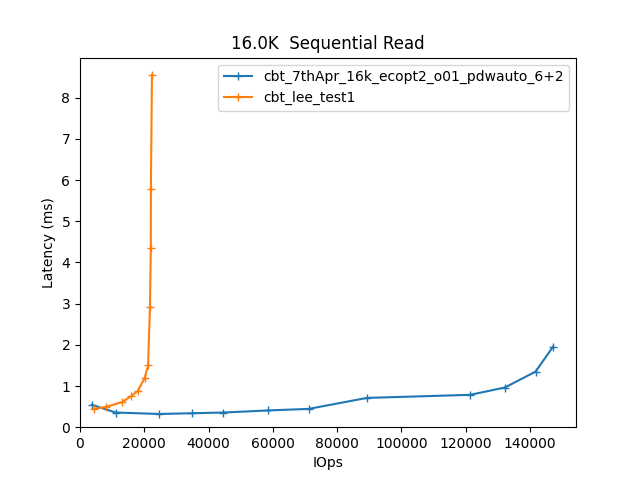 16.0K  Sequential Read
cbt_7thApr_16k_ecopt2_o01_pdwauto_6+2
cbt_lee_test1
Latency (ms)
8
7
6
5
4
3
2
1
0
0 20000 40000 60000 80000 100000 120000 140000
IOps